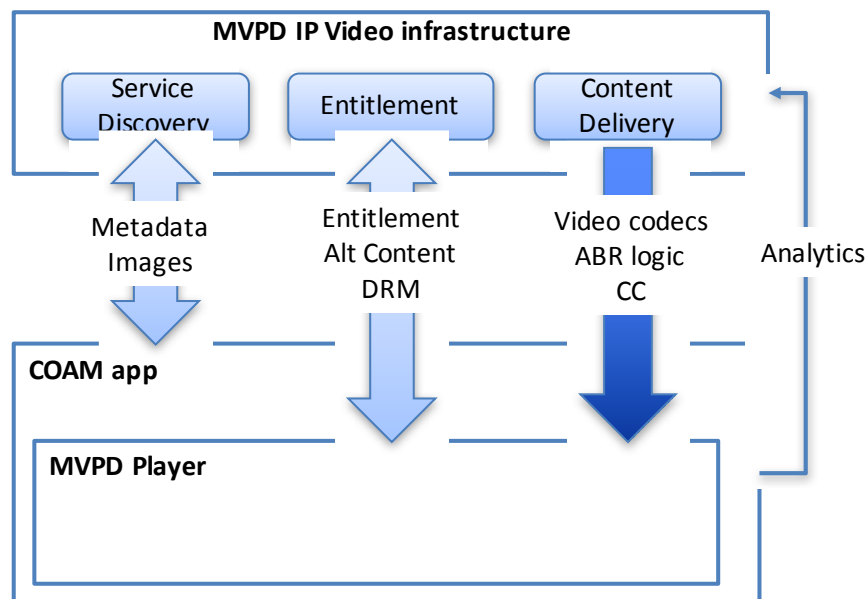 MVPD IP Video infrastructure
Service
Discovery
Entitlement
Content
Delivery
Metadata
Images
Entitlement
Alt Content
DRM
Video codecs
ABR logic
CC
Analytics
COAM app
MVPD Player